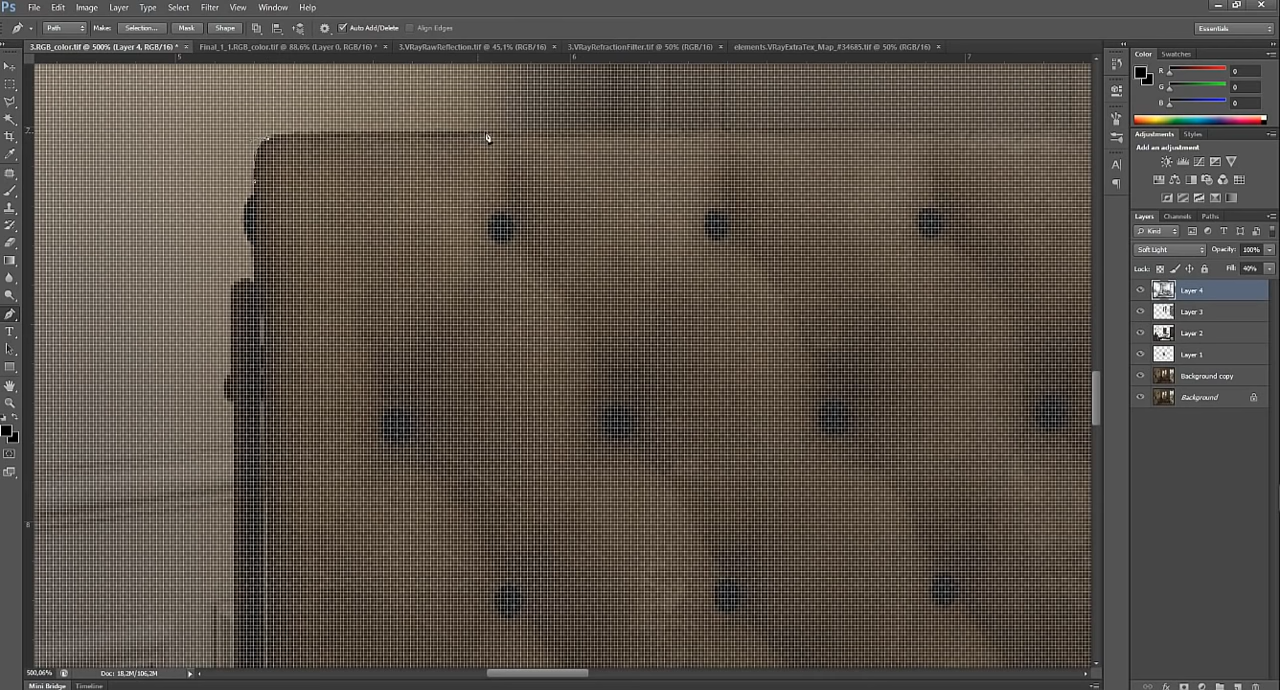 Ps File Edit Image Layer Type Select Filter View Window Help
Path Make: Selection... Mask Shape Auto Add/Delete Align Edges Essentials
3.RGB_color.tif @ 500% (Layer 4, RGB/16) * × Final_1_1.RGB_color.tif @ 88,6% (Layer 0, RGB/16) * × 3.VRayRawReflection.tif @ 45,1% (RGB/16) × 3.VRayRefractionFilter.tif @ 50% (RGB/16) × elements.VRayExtraTex_Map_#34685.tif @ 50% (RGB/16) ×
5 6 7
Color Swatches
R 0
G 0
B 0
7
Adjustments Styles
Add an adjustment
Layers Channels Paths
Kind
Soft Light Opacity: 100%
Lock: Fill: 40%
Layer 4
Layer 3
Layer 2
Layer 1
Background copy
Background
8
500,06% Doc: 18,2M/106,2M
Mini Bridge Timeline